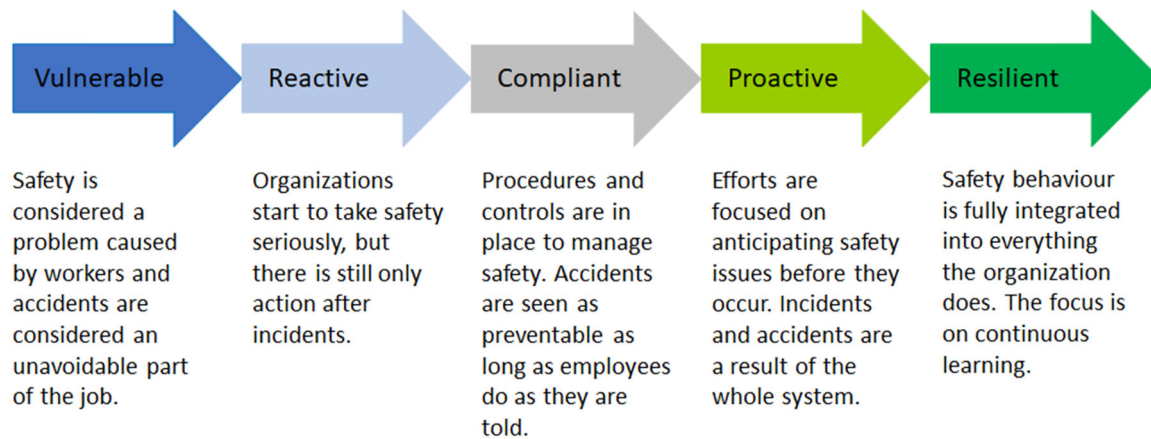 Vulnerable
Reactive
Compliant
Proactive
Resilient
Safety is
considered a
problem caused
by workers and
accidents are
considered an
unavoidable part
of the job.
Organizations
start to take safety
seriously, but
there is still only
action after
incidents.
Procedures and
controls are in
place to manage
safety. Accidents
are seen as
preventable as
long as employees
do as they are
told.
Efforts are
focused on
anticipating safety
issues before they
occur. Incidents
and accidents are
a result of the
whole system.
Safety behaviour
is fully integrated
into everything
the organization
does. The focus is
on continuous
learning.